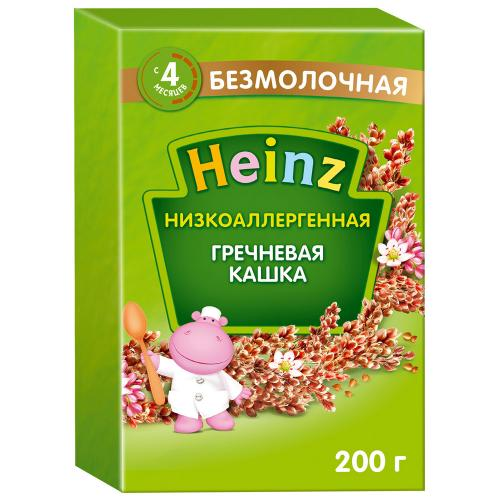 с 4
месяцев
БЕЗМОЛОЧНАЯ
Heinz
НИЗКОАЛЛЕРГЕННАЯ
ГРЕЧНЕВАЯ
КАШКА
200 г